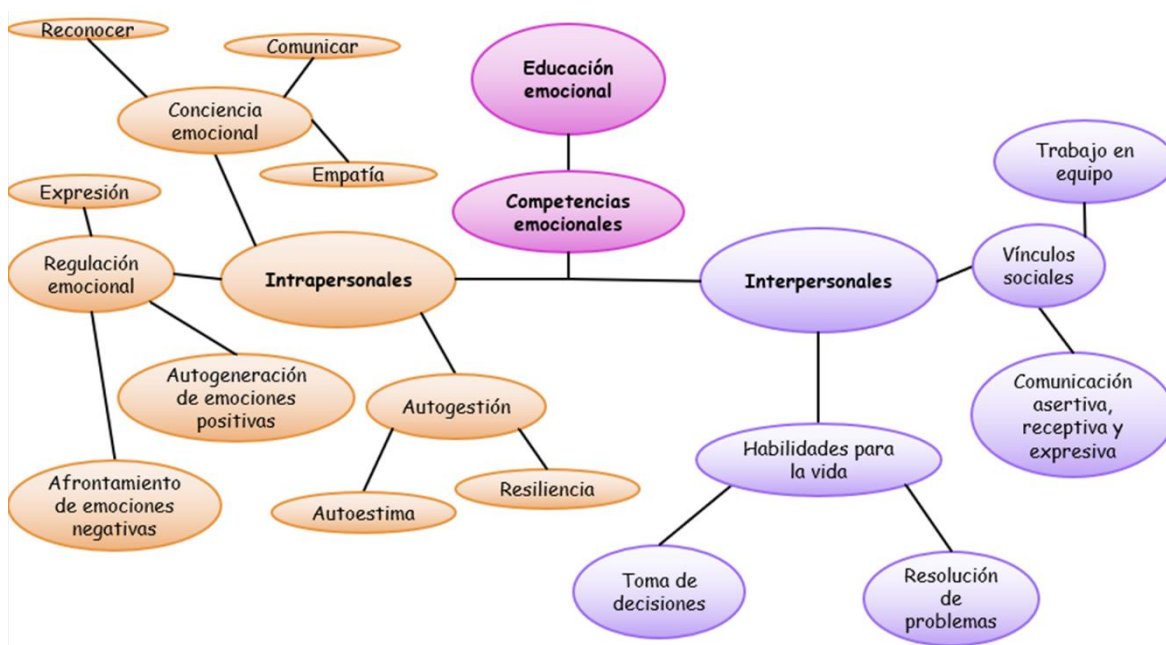 Reconocer
Comunicar
Conciencia
emocional
Empatía
Educación
emocional
Competencias
emocionales
Expresión
Regulación
emocional
Intrapersonales
Autogeneración
de emociones
positivas
Afrontamiento
de emociones
negativas
Autogestión
Autoestima
Resiliencia
Interpersonales
Trabajo en
equipo
Vínculos
sociales
Comunicación
asertiva,
receptiva y
expresiva
Habilidades para
la vida
Toma de
decisiones
Resolución
de
problemas